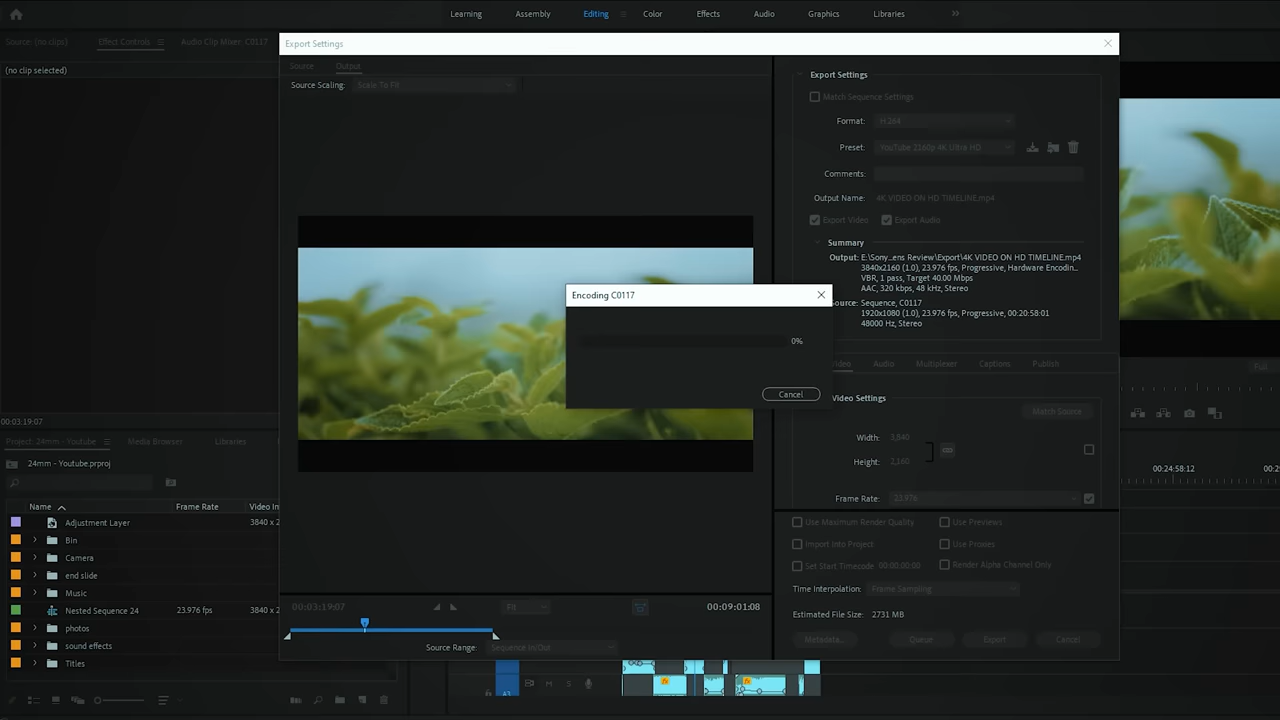 Learning Assembly Editing Color Effects Audio Graphics Libraries
Source: (no clips) Effect Controls Audio Clip Mixer: C0117
(no clip selected)
Export Settings
Source Output
Source Scaling: Scale To Fit
Export Settings
Match Sequence Settings
Format: H.264
Preset: YouTube 2160p 4K Ultra HD
Comments:
Output Name: 4K VIDEO ON HD TIMELINE.mp4
Export Video Export Audio
Summary
Output: E:\Sony...ens Review\Export\4K VIDEO ON HD TIMELINE.mp4
3840x2160 (1.0), 23.976 fps, Progressive, Hardware Encodin...
VBR, 1 pass, Target 40.00 Mbps
AAC, 320 kbps, 48 kHz, Stereo
Source: Sequence, C0117
1920x1080 (1.0), 23.976 fps, Progressive, 00:20:58:01
48000 Hz, Stereo
Encoding C0117
0%
Cancel
Video Audio Multiplexer Captions Publish
Video Settings
Match Source
Width: 3,840
Height: 2,160
Frame Rate: 23.976
Use Maximum Render Quality Use Previews
Import Into Project Use Proxies
Set Start Timecode 00:00:00:00 Render Alpha Channel Only
Time Interpolation: Frame Sampling
Estimated File Size: 2731 MB
Metadata... Queue Export Cancel
00:03:19:07 Fit 00:09:01:08
Source Range: Sequence In/Out
Full
00:24:58:12 00:29
00:03:19:07
Project: 24mm - Youtube Media Browser Libraries
24mm - Youtube.prproj
Name Frame Rate Video In
Adjustment Layer 3840 x 2
Bin
Camera
end slide
Music
Nested Sequence 24 23.976 fps 3840 x 2
photos
sound effects
Titles
A3 M S
fx fx